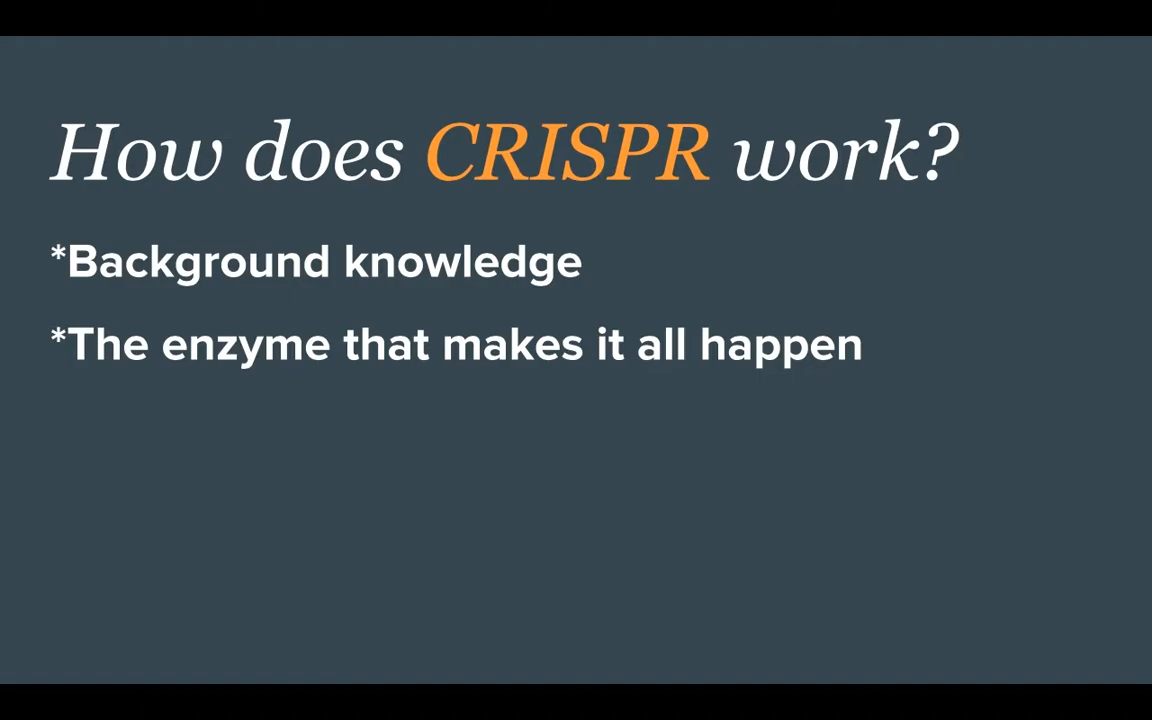 How does CRISPR work?
*Background knowledge
*The enzyme that makes it all happen